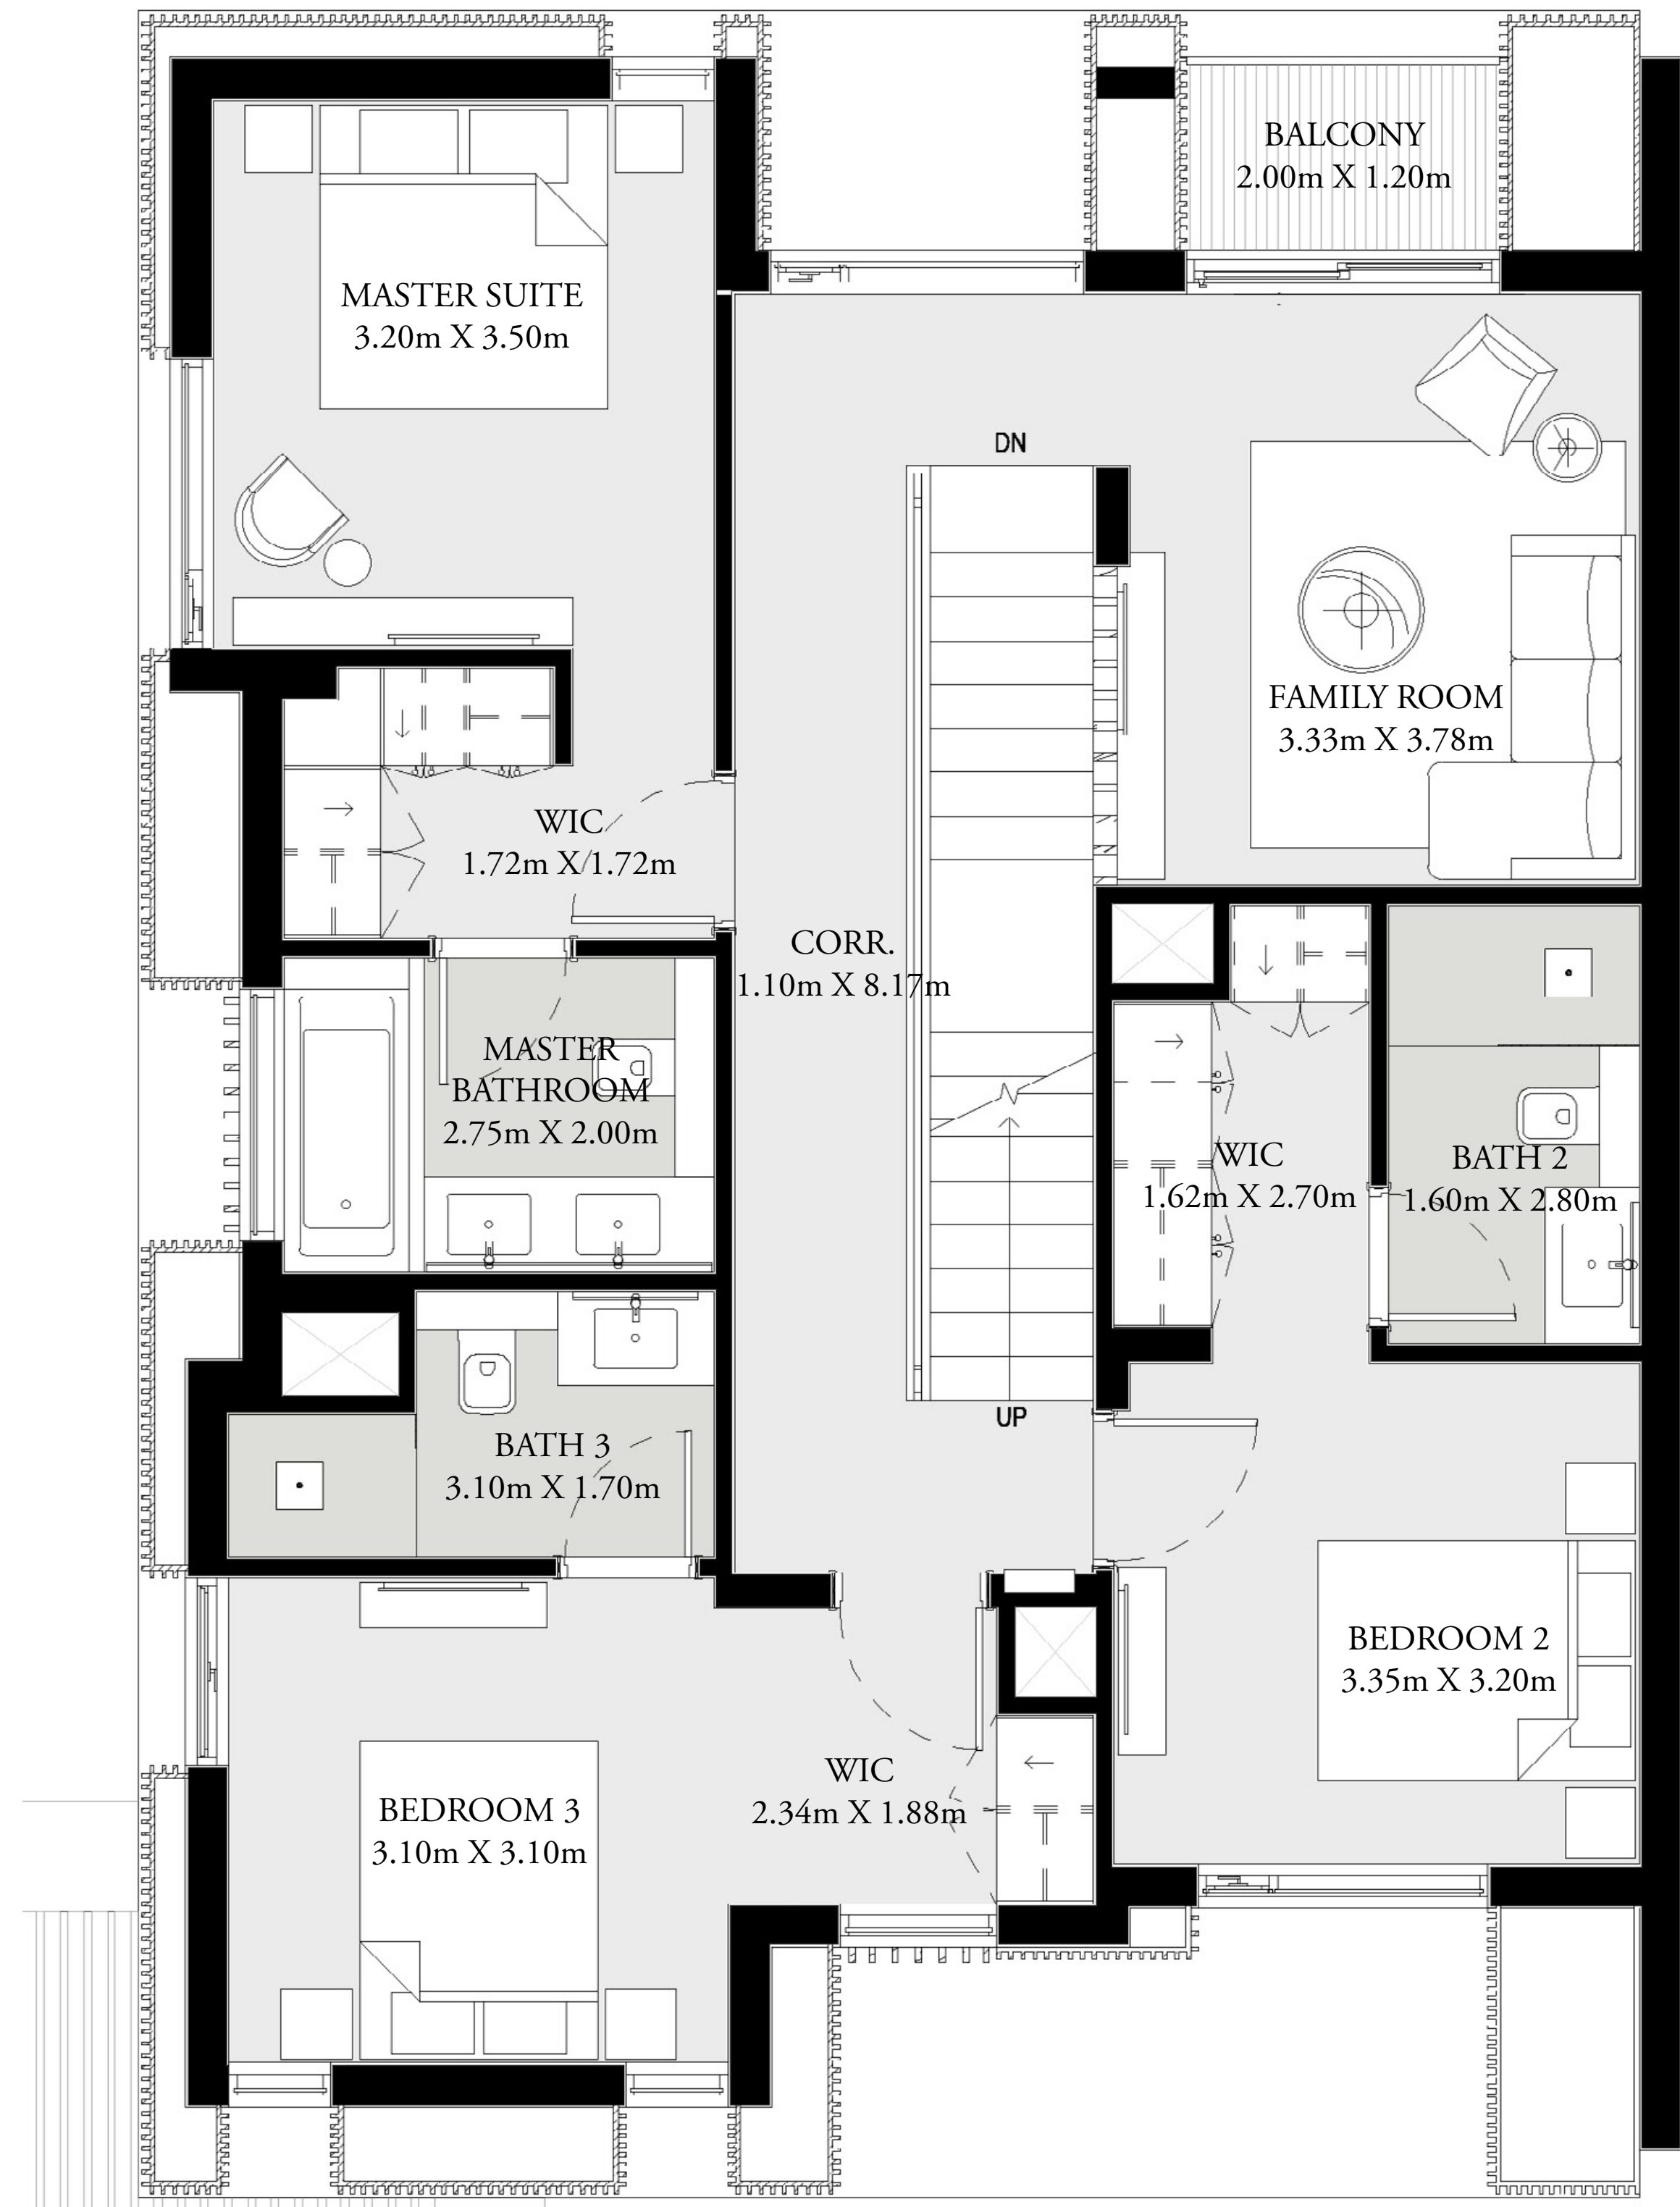 BALCONY
2.00m X 1.20m
MASTER SUITE
3.20m X 3.50m
DN
FAMILY ROOM
3.33m X 3.78m
WIC
1.72m X 1.72m
CORR.
1.10m X 8.17m
MASTER
BATHROOM
2.75m X 2.00m
WIC
1.62m X 2.70m
BATH 2
1.60m X 2.80m
UP
BATH 3
3.10m X 1.70m
BEDROOM 2
3.35m X 3.20m
WIC
2.34m X 1.88m
BEDROOM 3
3.10m X 3.10m